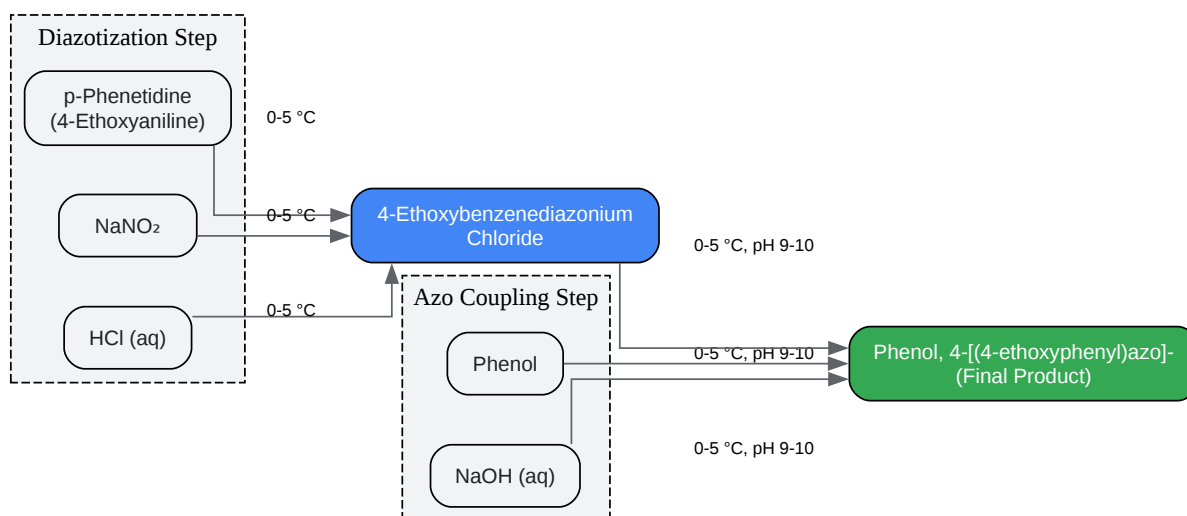 Diazotization Step
p-Phenetidine
(4-Ethoxyaniline)
0-5 °C
NaNO₂
0-5 °C
4-Ethoxybenzenediazonium
Chloride
0-5 °C, pH 9-10
HCl (aq)
0-5 °C
Azo Coupling Step
Phenol
0-5 °C, pH 9-10
Phenol, 4-[(4-ethoxyphenyl)azo]-
(Final Product)
NaOH (aq)
0-5 °C, pH 9-10